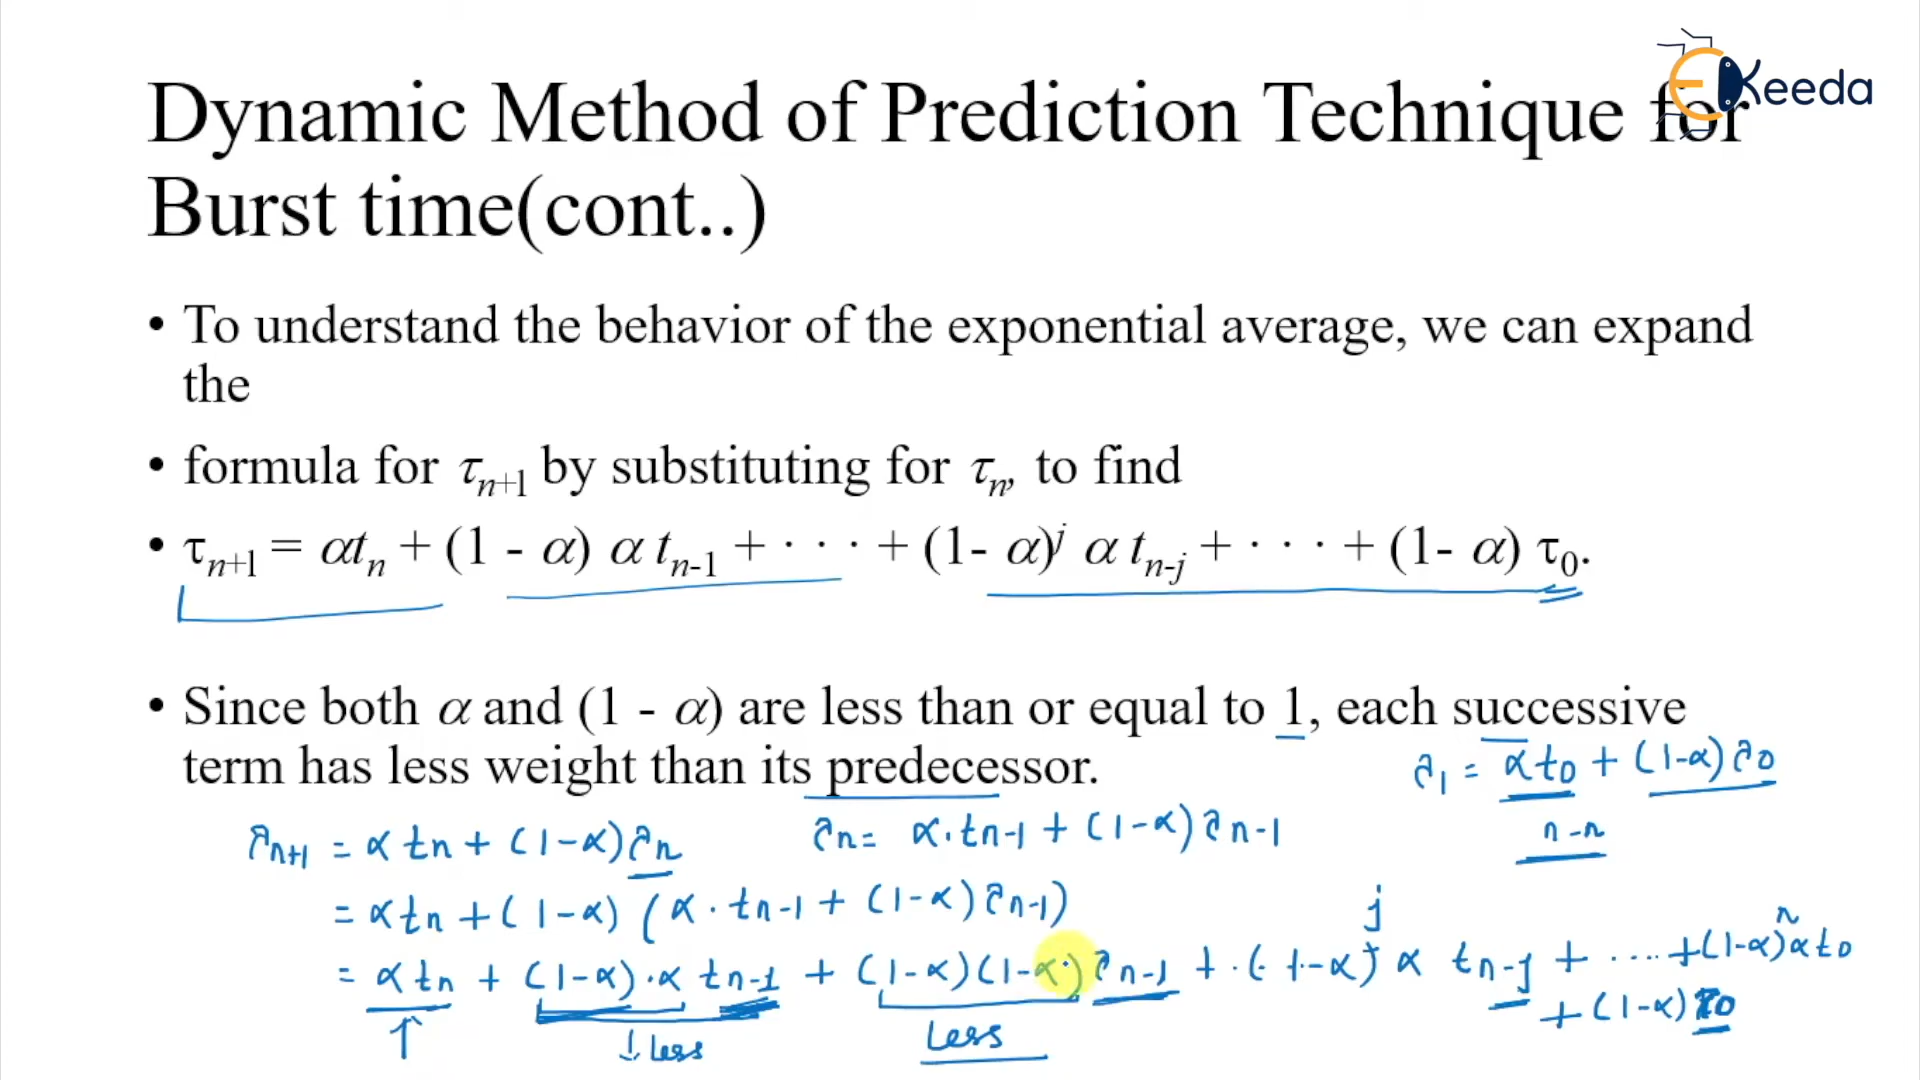 EKeeda
Dynamic Method of Prediction Technique for
Burst time(cont..)
• To understand the behavior of the exponential average, we can expand
the
• formula for τn+1 by substituting for τn, to find
• τn+1 = αtn + (1 - α) α tn-1 + · · · + (1- α)^j α tn-j + · · · + (1- α) τ0.
• Since both α and (1 - α) are less than or equal to 1, each successive
term has less weight than its predecessor.
τ1 = αt0 + (1-α)τ0
n-n
τn+1 = αtn + (1-α)τn
τn = α·tn-1 + (1-α)τn-1
= αtn + (1-α) (α·tn-1 + (1-α)τn-1)
= αtn + (1-α)·α tn-1 + (1-α)(1-α)τn-1 + ·(·1-α)^j α tn-j + ....+(1-α)^n αt0
+(1-α)τ0
↑
↓ less
Less